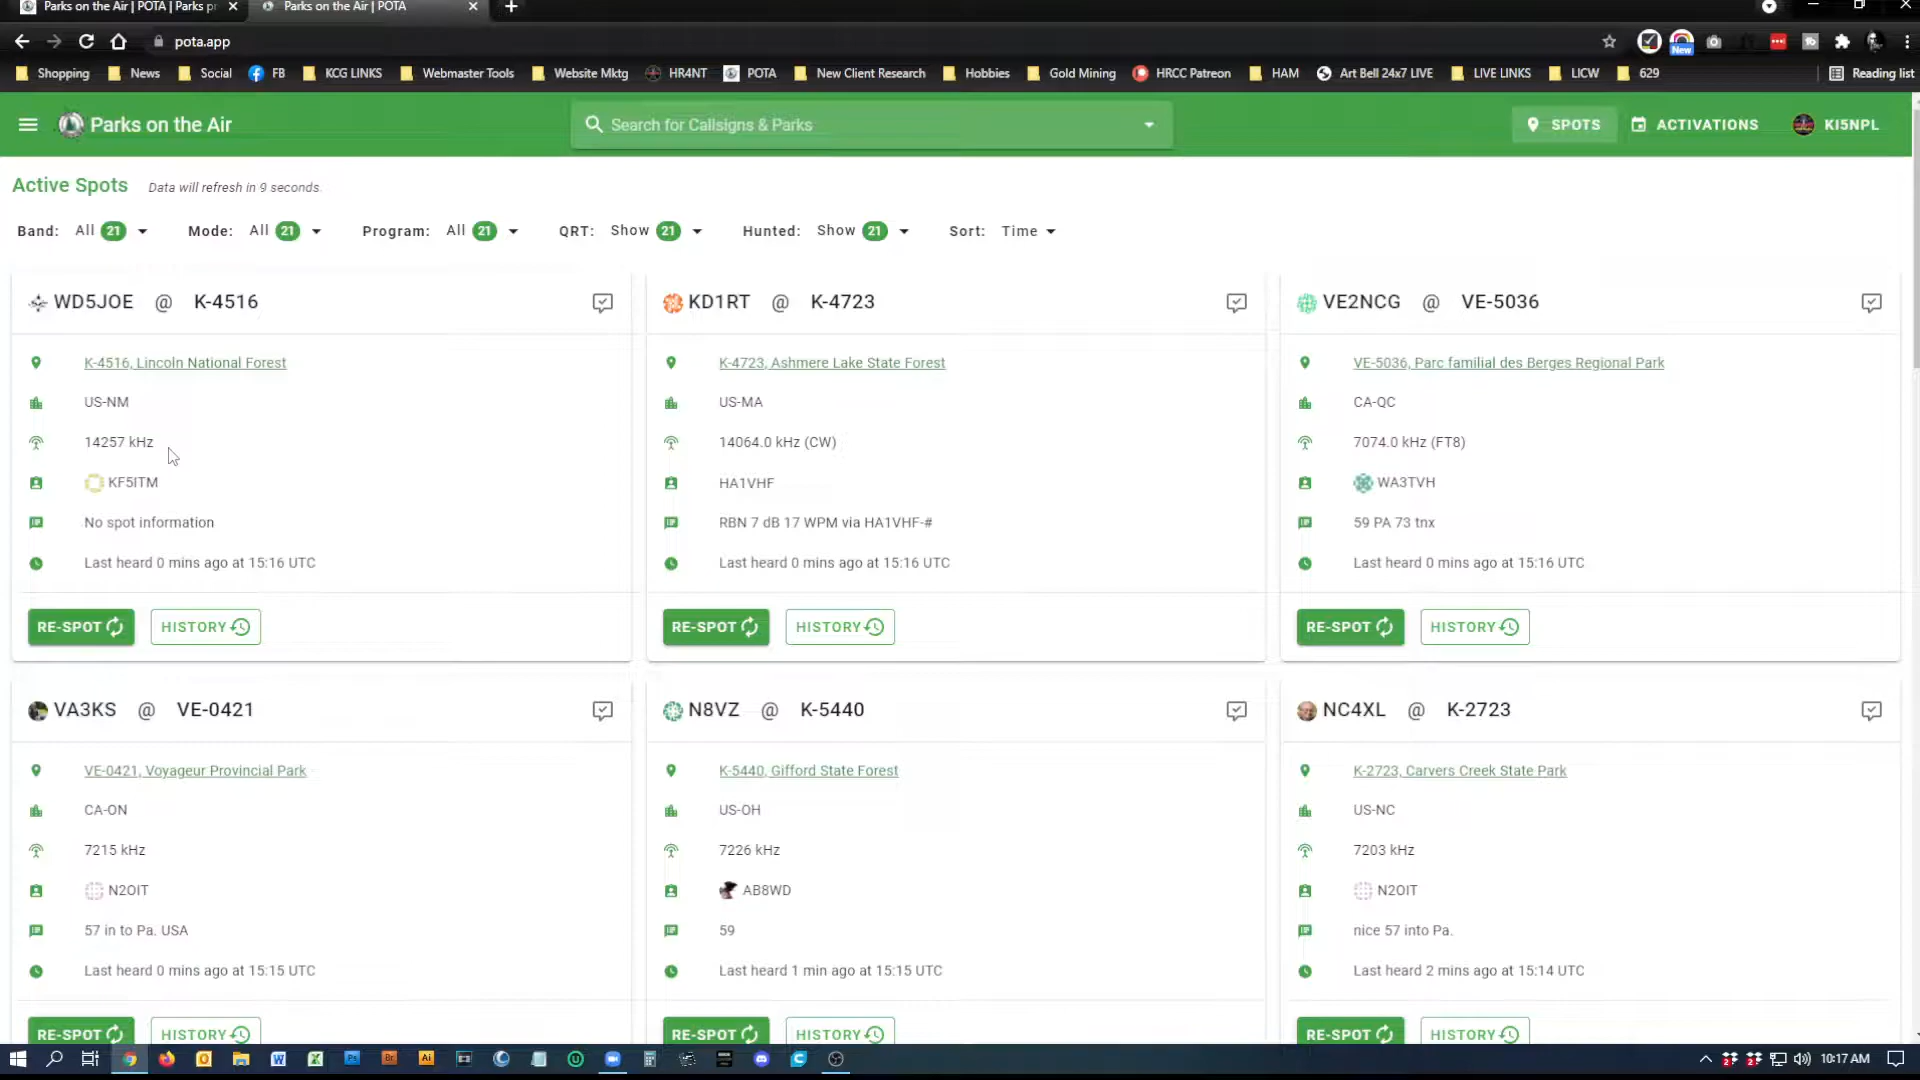 Parks on the Air | POTA | Parks p
Parks on the Air | POTA
pota.app
New
Shopping News Social FB KCG LINKS Webmaster Tools Website Mktg HR4NT POTA New Client Research Hobbies Gold Mining HRCC Patreon HAM Art Bell 24x7 LIVE LIVE LINKS LICW 629 Reading list
Parks on the Air
Search for Callsigns & Parks
SPOTS
ACTIVATIONS
KI5NPL
Active Spots Data will refresh in 9 seconds.
Band: All 21 Mode: All 21 Program: All 21 QRT: Show 21 Hunted: Show 21 Sort: Time
WD5JOE @ K-4516
K-4516, Lincoln National Forest
US-NM
14257 kHz
KF5ITM
No spot information
Last heard 0 mins ago at 15:16 UTC
RE-SPOT HISTORY
KD1RT @ K-4723
K-4723, Ashmere Lake State Forest
US-MA
14064.0 kHz (CW)
HA1VHF
RBN 7 dB 17 WPM via HA1VHF-#
Last heard 0 mins ago at 15:16 UTC
RE-SPOT HISTORY
VE2NCG @ VE-5036
VE-5036, Parc familial des Berges Regional Park
CA-QC
7074.0 kHz (FT8)
WA3TVH
59 PA 73 tnx
Last heard 0 mins ago at 15:16 UTC
RE-SPOT HISTORY
VA3KS @ VE-0421
VE-0421, Voyageur Provincial Park
CA-ON
7215 kHz
N2OIT
57 in to Pa. USA
Last heard 0 mins ago at 15:15 UTC
RE-SPOT HISTORY
N8VZ @ K-5440
K-5440, Gifford State Forest
US-OH
7226 kHz
AB8WD
59
Last heard 1 min ago at 15:15 UTC
RE-SPOT HISTORY
NC4XL @ K-2723
K-2723, Carvers Creek State Park
US-NC
7203 kHz
N2OIT
nice 57 into Pa.
Last heard 2 mins ago at 15:14 UTC
RE-SPOT HISTORY
10:17 AM